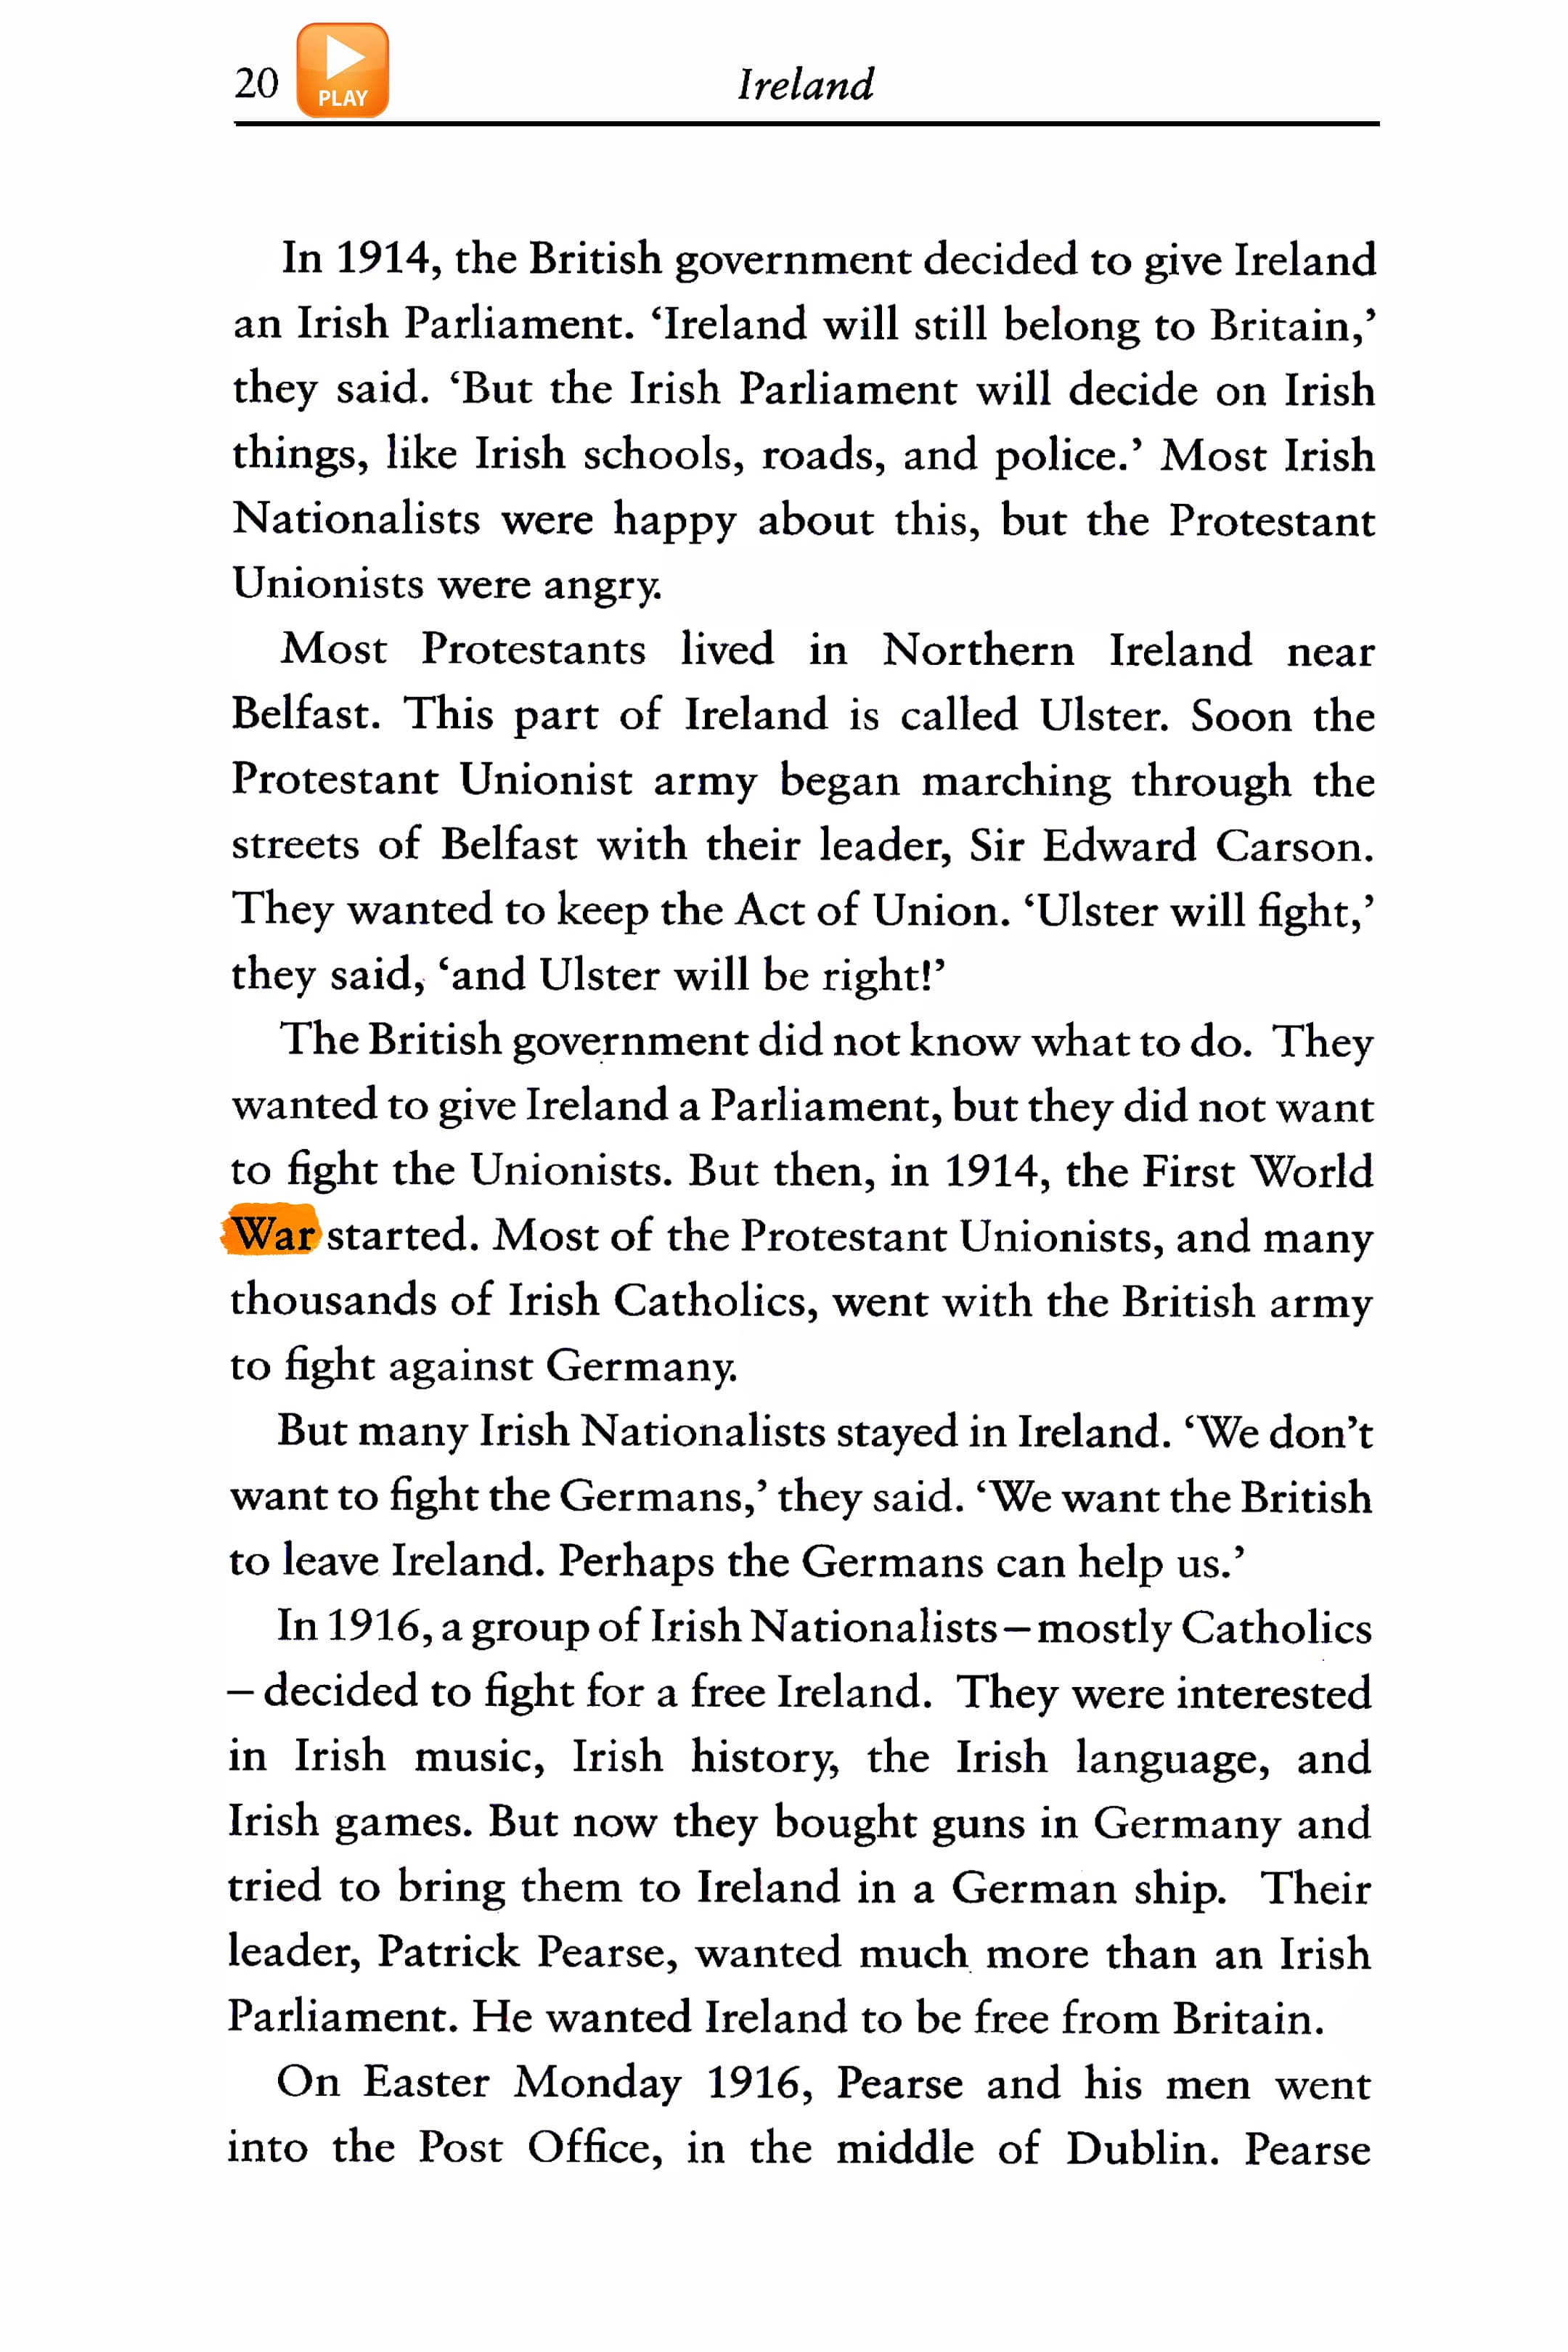 20 PLAY Ireland
In 1914, the British government decided to give Ireland
an Irish Parliament. ‘Ireland will still belong to Britain,’
they said. ‘But the Irish Parliament will decide on Irish
things, like Irish schools, roads, and police.’ Most Irish
Nationalists were happy about this, but the Protestant
Unionists were angry.
Most Protestants lived in Northern Ireland near
Belfast. This part of Ireland is called Ulster. Soon the
Protestant Unionist army began marching through the
streets of Belfast with their leader, Sir Edward Carson.
They wanted to keep the Act of Union. ‘Ulster will fight,’
they said, ‘and Ulster will be right!’
The British government did not know what to do. They
wanted to give Ireland a Parliament, but they did not want
to fight the Unionists. But then, in 1914, the First World
War started. Most of the Protestant Unionists, and many
thousands of Irish Catholics, went with the British army
to fight against Germany.
But many Irish Nationalists stayed in Ireland. ‘We don’t
want to fight the Germans,’ they said. ‘We want the British
to leave Ireland. Perhaps the Germans can help us.’
In 1916, a group of Irish Nationalists – mostly Catholics
– decided to fight for a free Ireland. They were interested
in Irish music, Irish history, the Irish language, and
Irish games. But now they bought guns in Germany and
tried to bring them to Ireland in a German ship. Their
leader, Patrick Pearse, wanted much more than an Irish
Parliament. He wanted Ireland to be free from Britain.
On Easter Monday 1916, Pearse and his men went
into the Post Office, in the middle of Dublin. Pearse